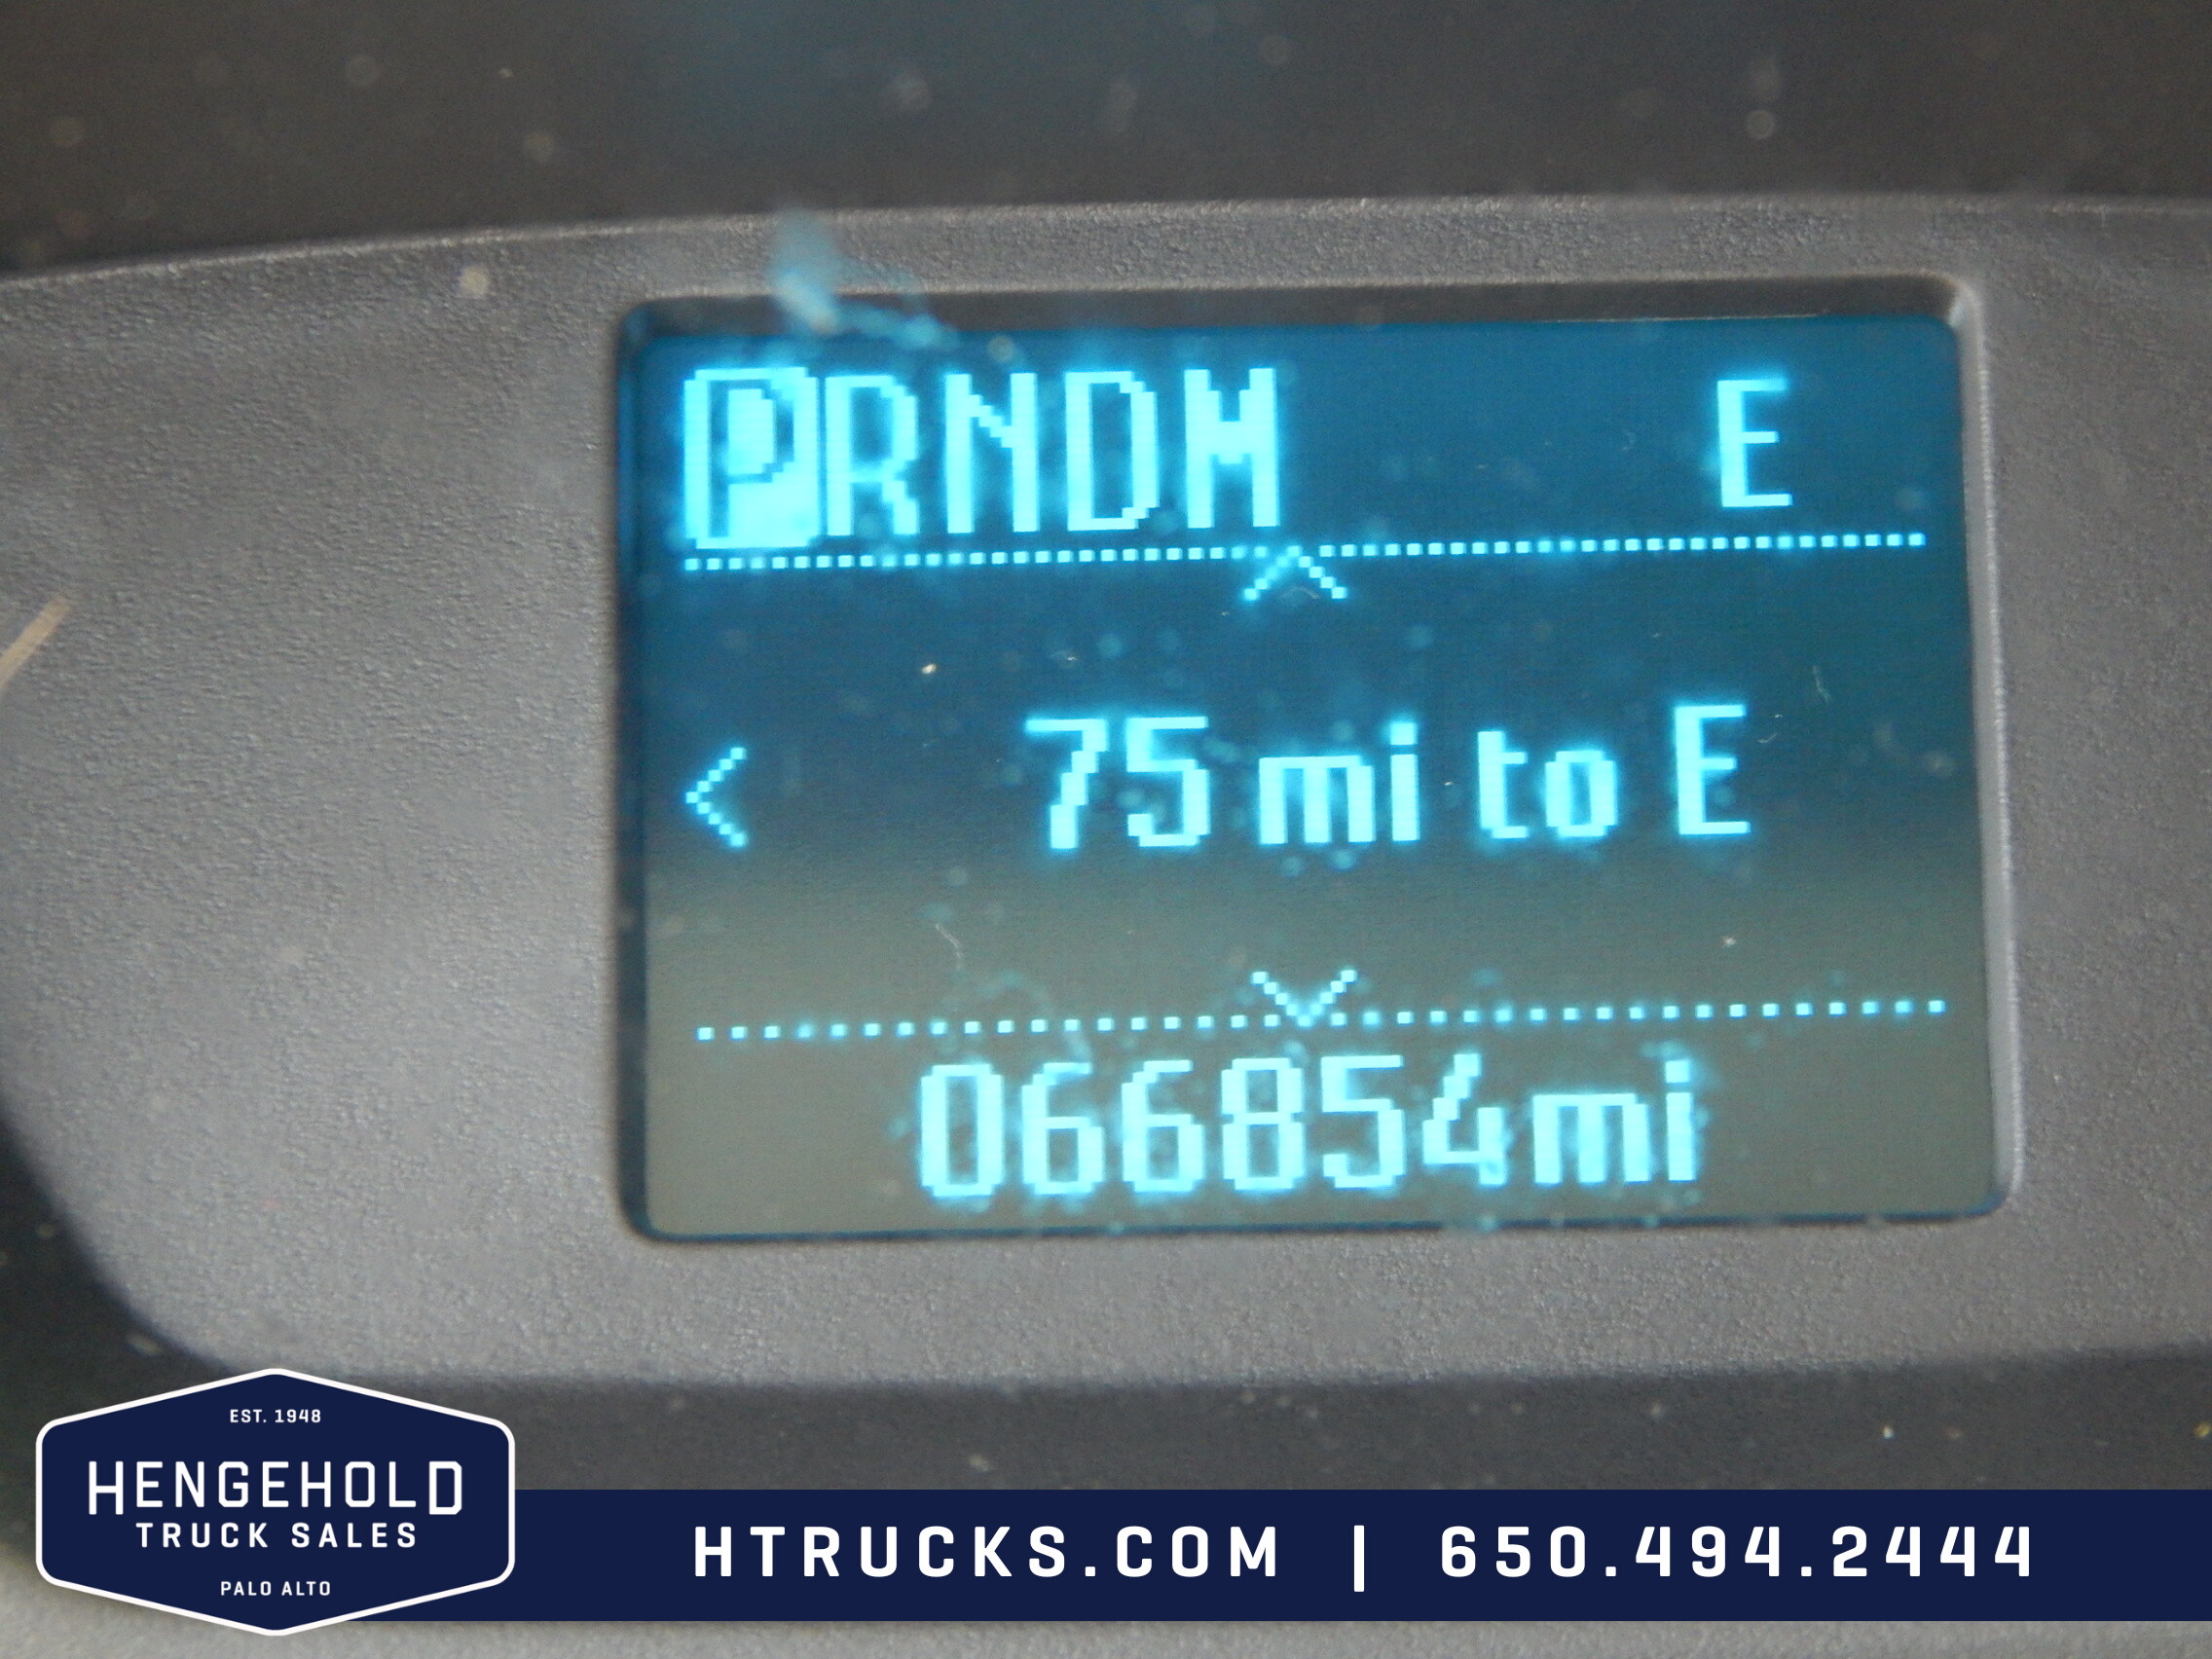 PRNDM E
75 mi to E
066854mi
EST. 1948
HENGEHOLD
TRUCK SALES
PALO ALTO
HTRUCKS.COM | 650.494.2444